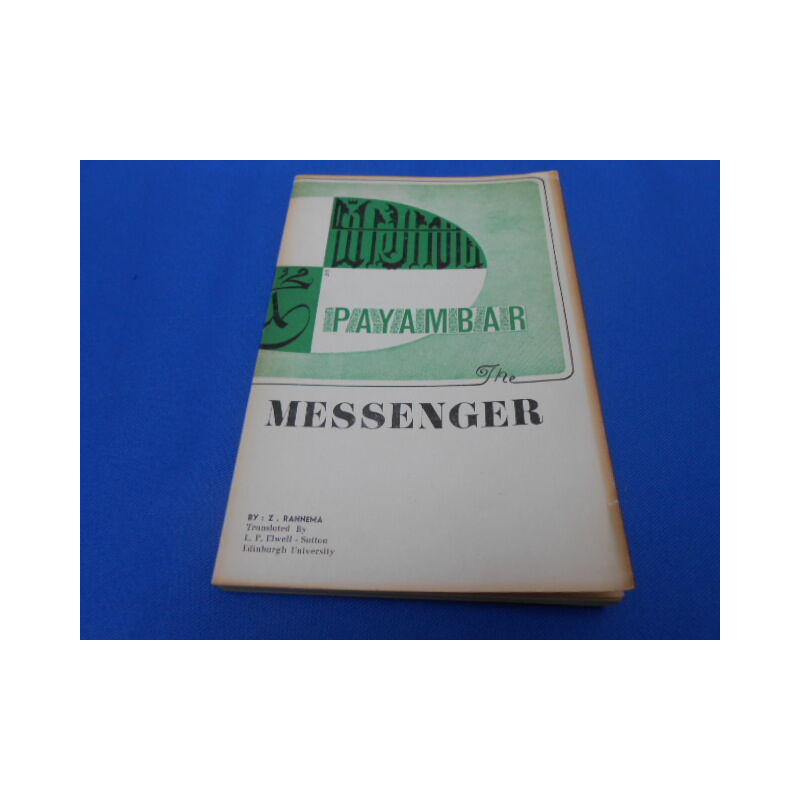 PAYAMBAR
The
MESSENGER
BY : Z . RAHNEMA
Translated By
L. P. Elwell - Sutton
Edinburgh University